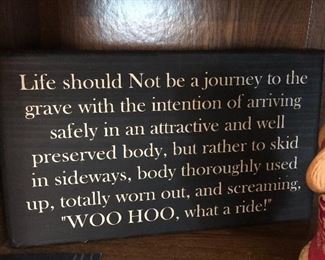 Life should Not be a journey to the
grave with the intention of arriving
safely in an attractive and well
preserved body, but rather to skid
in sideways, body thoroughly used
up, totally worn out, and screaming,
"WOO HOO, what a ride!"